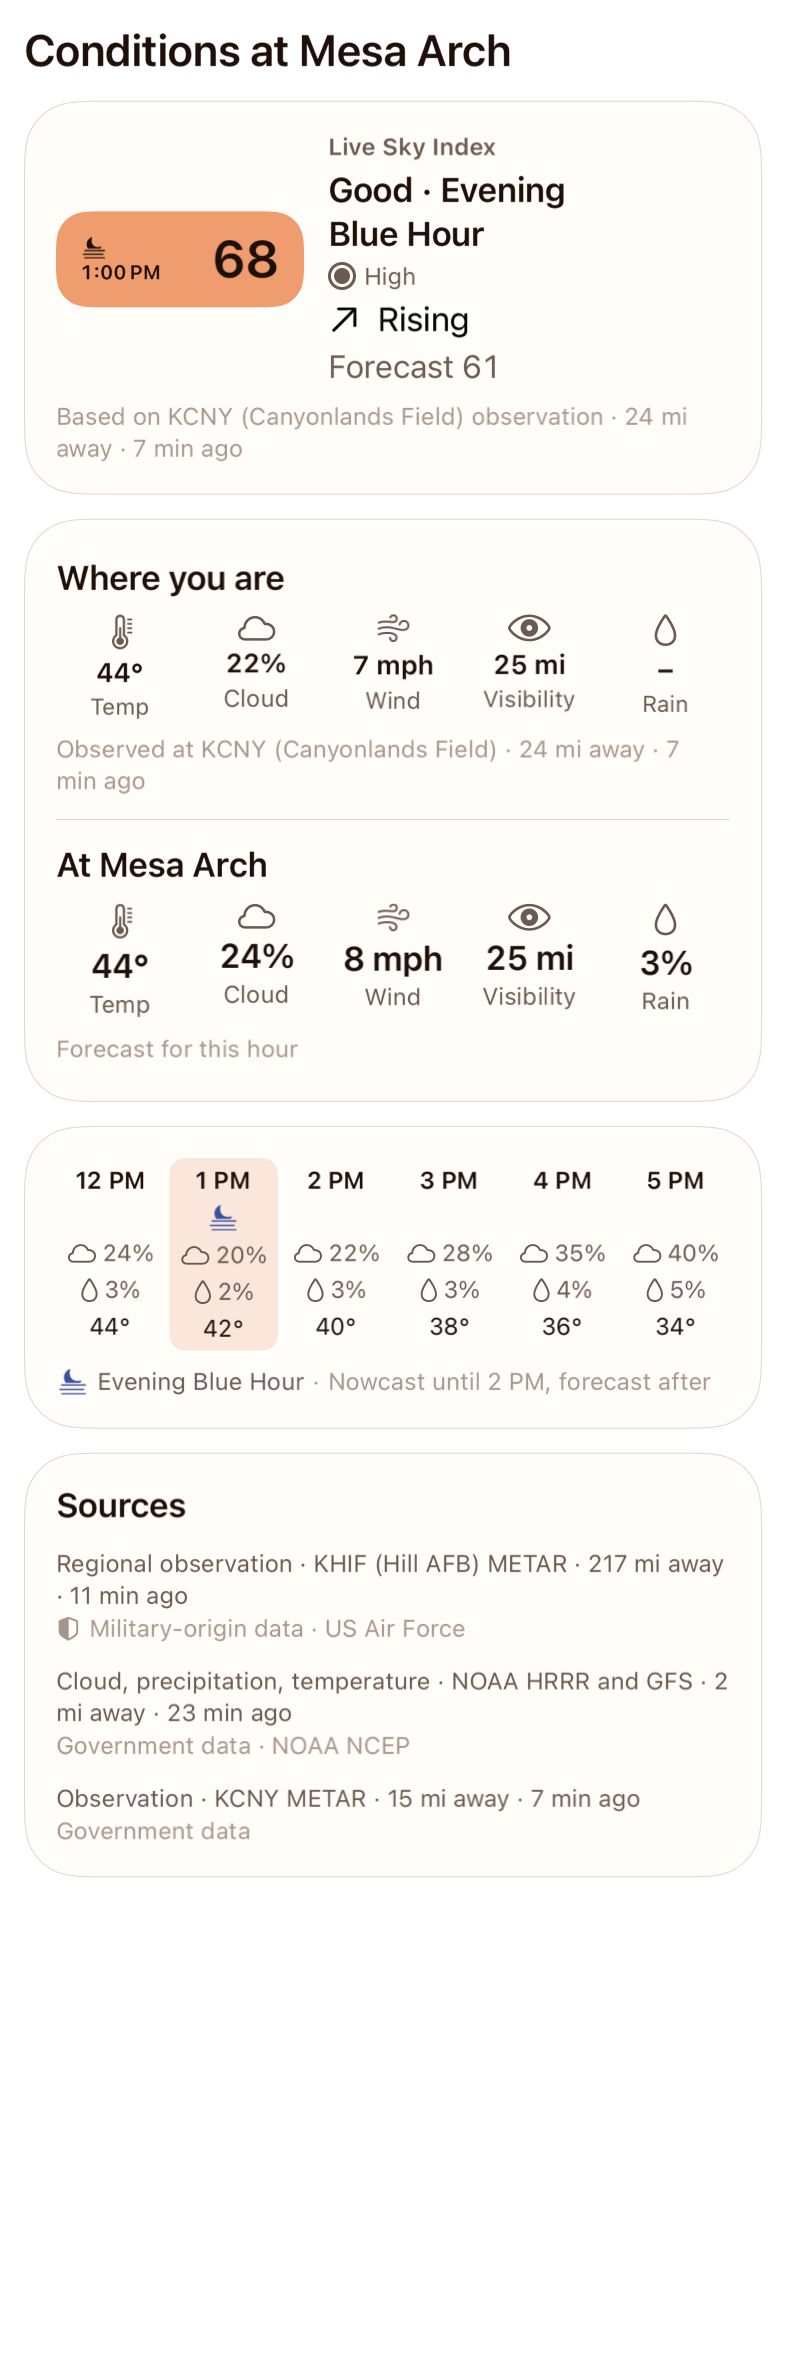 Conditions at Mesa Arch
Live Sky Index
Good · Evening
Blue Hour
High
Rising
Forecast 61
1:00 PM
68
Based on KCNY (Canyonlands Field) observation · 24 mi
away · 7 min ago
Where you are
44° 22% 7 mph 25 mi –
Temp Cloud Wind Visibility Rain
Observed at KCNY (Canyonlands Field) · 24 mi away · 7
min ago
At Mesa Arch
44° 24% 8 mph 25 mi 3%
Temp Cloud Wind Visibility Rain
Forecast for this hour
12 PM 1 PM 2 PM 3 PM 4 PM 5 PM
24% 20% 22% 28% 35% 40%
3% 2% 3% 3% 4% 5%
44° 42° 40° 38° 36° 34°
Evening Blue Hour · Nowcast until 2 PM, forecast after
Sources
Regional observation · KHIF (Hill AFB) METAR · 217 mi away
· 11 min ago
Military-origin data · US Air Force
Cloud, precipitation, temperature · NOAA HRRR and GFS · 2
mi away · 23 min ago
Government data · NOAA NCEP
Observation · KCNY METAR · 15 mi away · 7 min ago
Government data